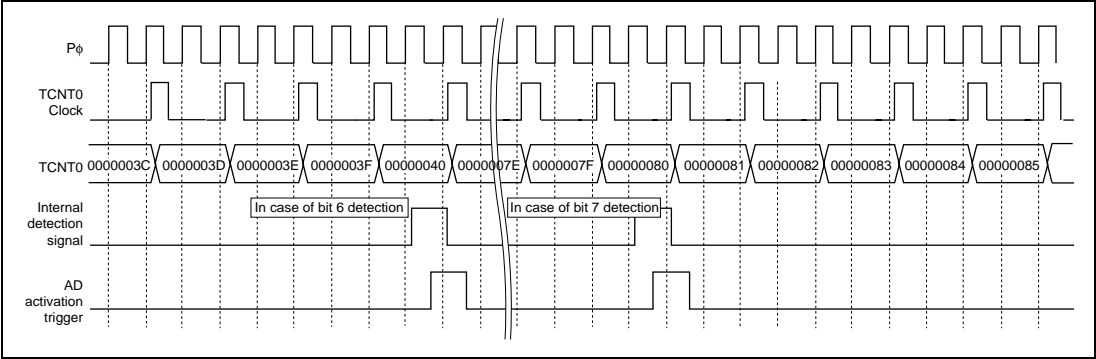 Pϕ
TCNT0
Clock
TCNT0 0000003C 0000003D 0000003E 0000003F 00000040 0000007E 0000007F 00000080 00000081 00000082 00000083 00000084 00000085
Internal
detection
signal
In case of bit 6 detection In case of bit 7 detection
AD
activation
trigger